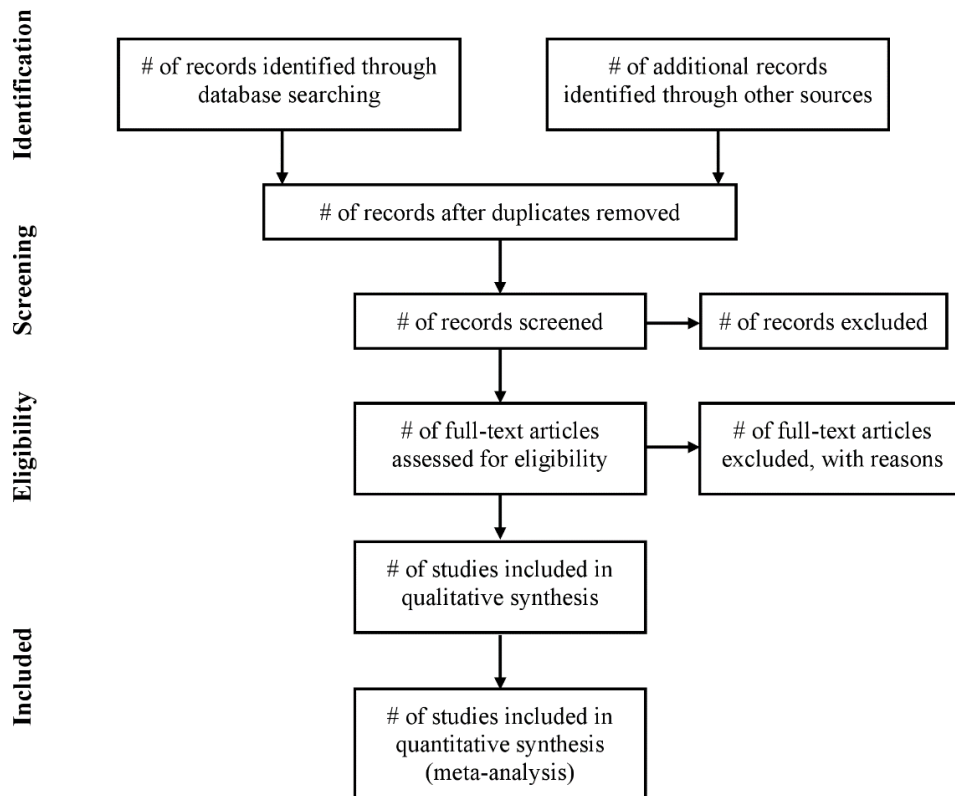 Identification
# of records identified through
database searching
# of additional records
identified through other sources
# of records after duplicates removed
Screening
# of records screened
# of records excluded
Eligibility
# of full-text articles
assessed for eligibility
# of full-text articles
excluded, with reasons
Included
# of studies included in
qualitative synthesis
# of studies included in
quantitative synthesis
(meta-analysis)